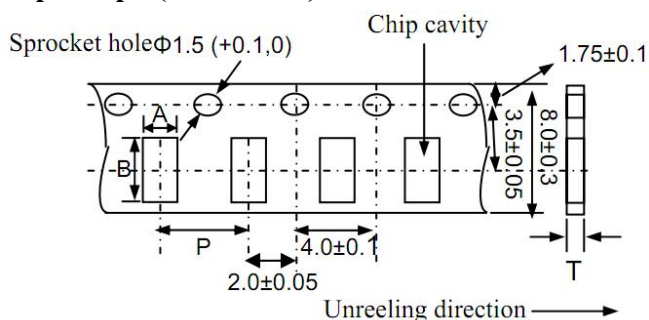 Chip cavity
Sprocket holeΦ1.5 (+0.1,0)
1.75±0.1
A
B
3.5±0.05
8.0±0.3
P
4.0±0.1
2.0±0.05
T
Unreeling direction